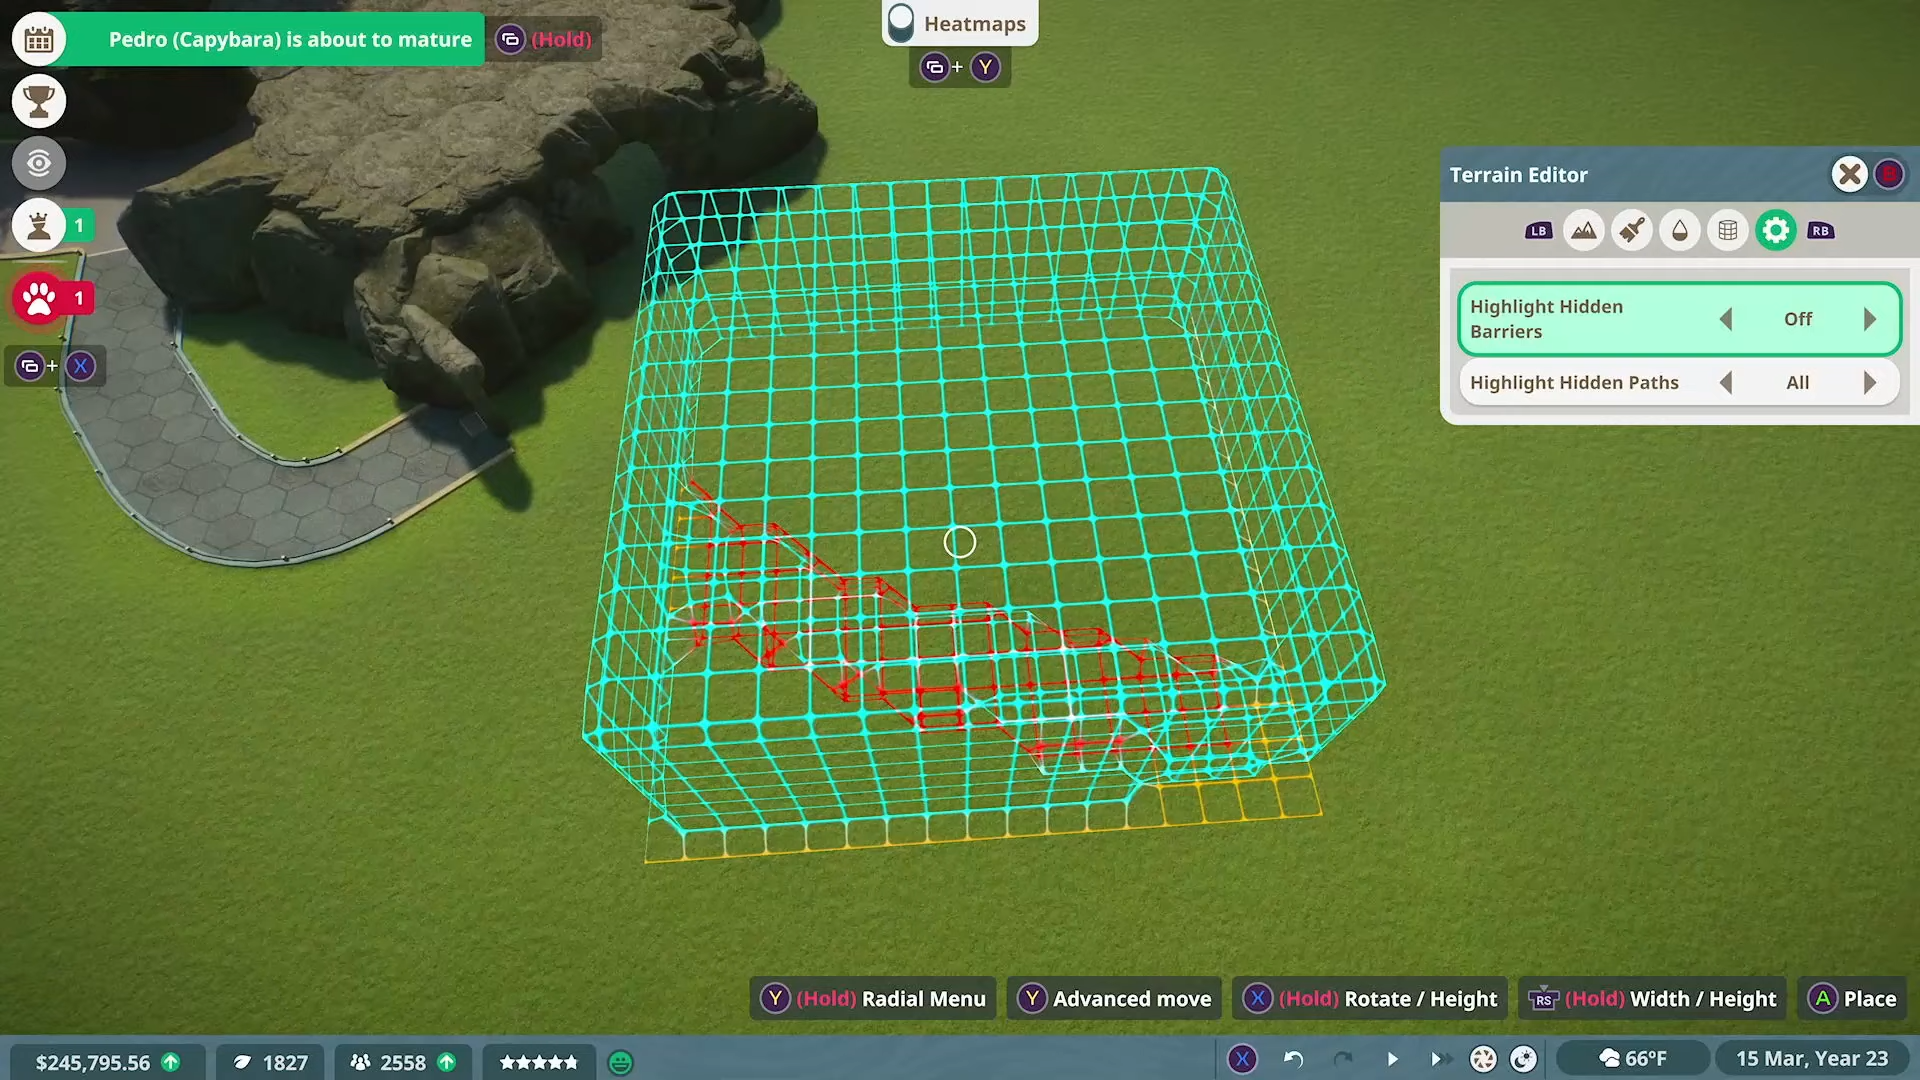 Pedro (Capybara) is about to mature
(Hold)
Heatmaps
+ Y
1
1
+ X
Terrain Editor
B
LB
RB
Highlight Hidden
Barriers
Off
Highlight Hidden Paths
All
Y (Hold) Radial Menu
Y Advanced move
X (Hold) Rotate / Height
RS (Hold) Width / Height
A Place
$245,795.56
1827
2558
X
66°F
15 Mar, Year 23